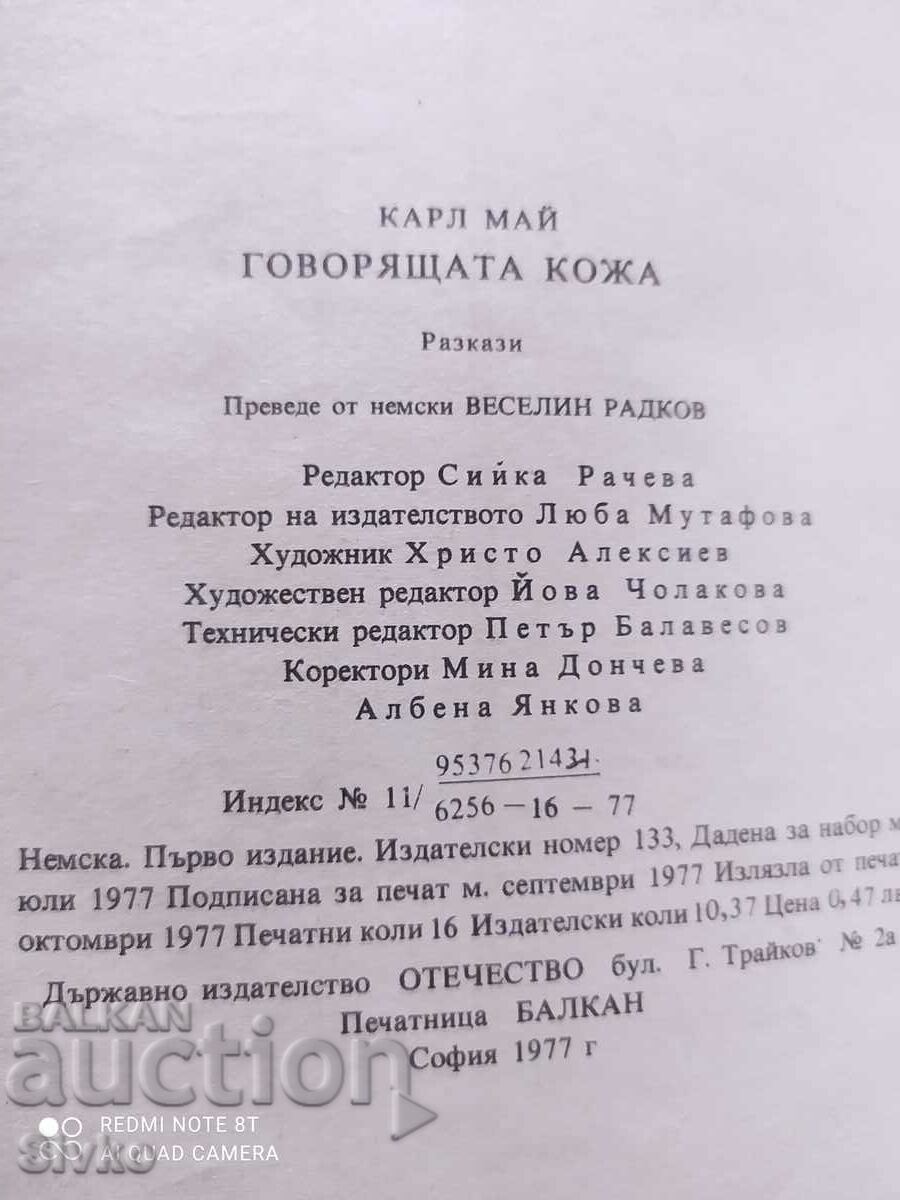 КАРЛ МАЙ
ГОВОРЯЩАТА КОЖА
Разкази
Преведе от немски ВЕСЕЛИН РАДКОВ
Редактор Сийка Рачева
Редактор на издателството Люба Мутафова
Художник Христо Алексиев
Художествен редактор Йова Чолакова
Технически редактор Петър Балавесов
Коректори Мина Дончева
Албена Янкова
Индекс № 11/ 
9537621431
6256 — 16 — 77
Немска. Първо издание. Издателски номер 133, Дадена за набор м
юли 1977 Подписана за печат м. септември 1977 Излязла от печа
октомври 1977 Печатни коли 16 Издателски коли 10,37 Цена 0,47 лв
Държавно издателство ОТЕЧЕСТВО бул. Г. Трайков № 2а
Печатница БАЛКАН
София 1977 г
BALKAN
auction
REDMI NOTE 8T
AI QUAD CAMERA
Sivko